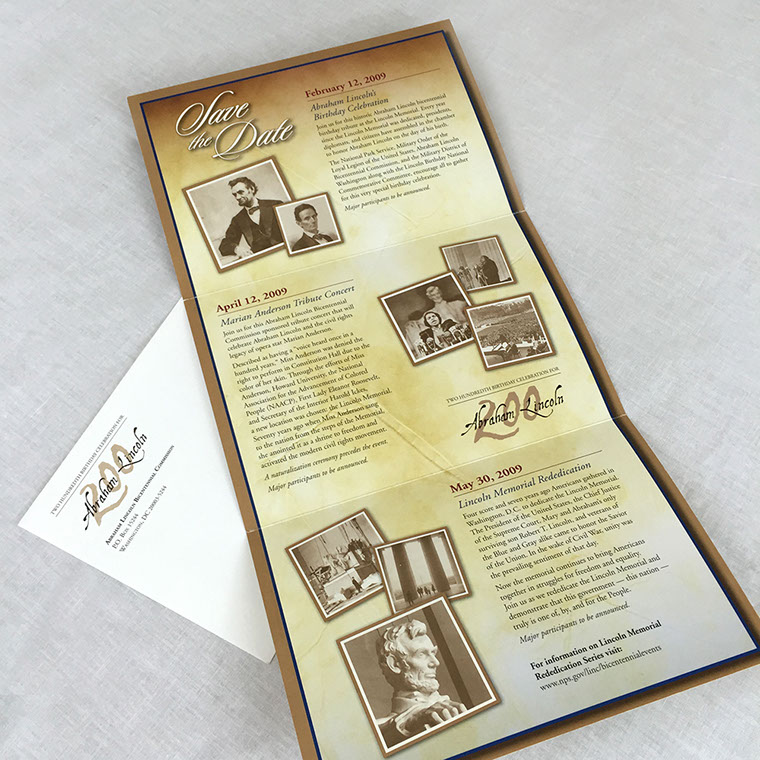 Save
the Date
February 12, 2009
Abraham Lincoln's
Birthday Celebration
Join us for this historic Abraham Lincoln bicentennial
birthday tribute at the Lincoln Memorial. Every year
since the Lincoln Memorial was dedicated, presidents,
diplomats, and citizens have assembled in the chamber
to honor Abraham Lincoln on the day of his birth.
The National Park Service, Military Order of the
Loyal Legion of the United States, Abraham Lincoln
Bicentennial Commission, and the Military District of
Washington along with the Lincoln Birthday National
Commemorative Committee, encourage all to gather
for this very special birthday celebration.
Major participants to be announced.
April 12, 2009
Marian Anderson Tribute Concert
Join us for this Abraham Lincoln Bicentennial
Commission sponsored tribute concert that will
celebrate Abraham Lincoln and the civil rights
legacy of opera star Marian Anderson.
Described as having a "voice heard once in a
hundred years," Miss Anderson was denied the
right to perform in Constitution Hall due to the
color of her skin. Through the efforts of Miss
Anderson, Howard University, the National
Association for the Advancement of Colored
People (NAACP), First Lady Eleanor Roosevelt,
and Secretary of the Interior Harold Ickes,
a new location was chosen: the Lincoln Memorial.
Seventy years ago when Miss Anderson sang
to the nation from the steps of the Memorial,
she anointed it as a shrine to freedom and
activated the modern civil rights movement.
A naturalization ceremony precedes the event.
Major participants to be announced.
TWO HUNDREDTH BIRTHDAY CELEBRATION FOR
200
Abraham Lincoln
May 30, 2009
Lincoln Memorial Rededication
Four score and seven years ago Americans gathered in
Washington, D.C. to dedicate the Lincoln Memorial.
The President of the United States, the Chief Justice
of the Supreme Court, Mary and Abraham's only
surviving son Robert T. Lincoln, and veterans of
the Blue and Gray alike came to honor the Savior
of the Union. In the wake of Civil War, unity was
the prevailing sentiment of that day.
Now the memorial continues to bring Americans
together in struggles for freedom and equality.
Join us as we rededicate the Lincoln Memorial and
demonstrate that this government — this nation —
truly is one of, by, and for the People.
Major participants to be announced.
For information on Lincoln Memorial
Rededication Series visit:
www.nps.gov/linc/bicentennialevents
TWO HUNDREDTH BIRTHDAY CELEBRATION FOR
200
Abraham Lincoln
ABRAHAM LINCOLN BICENTENNIAL COMMISSION
P.O. BOX 15244
WASHINGTON, DC 20003-5244